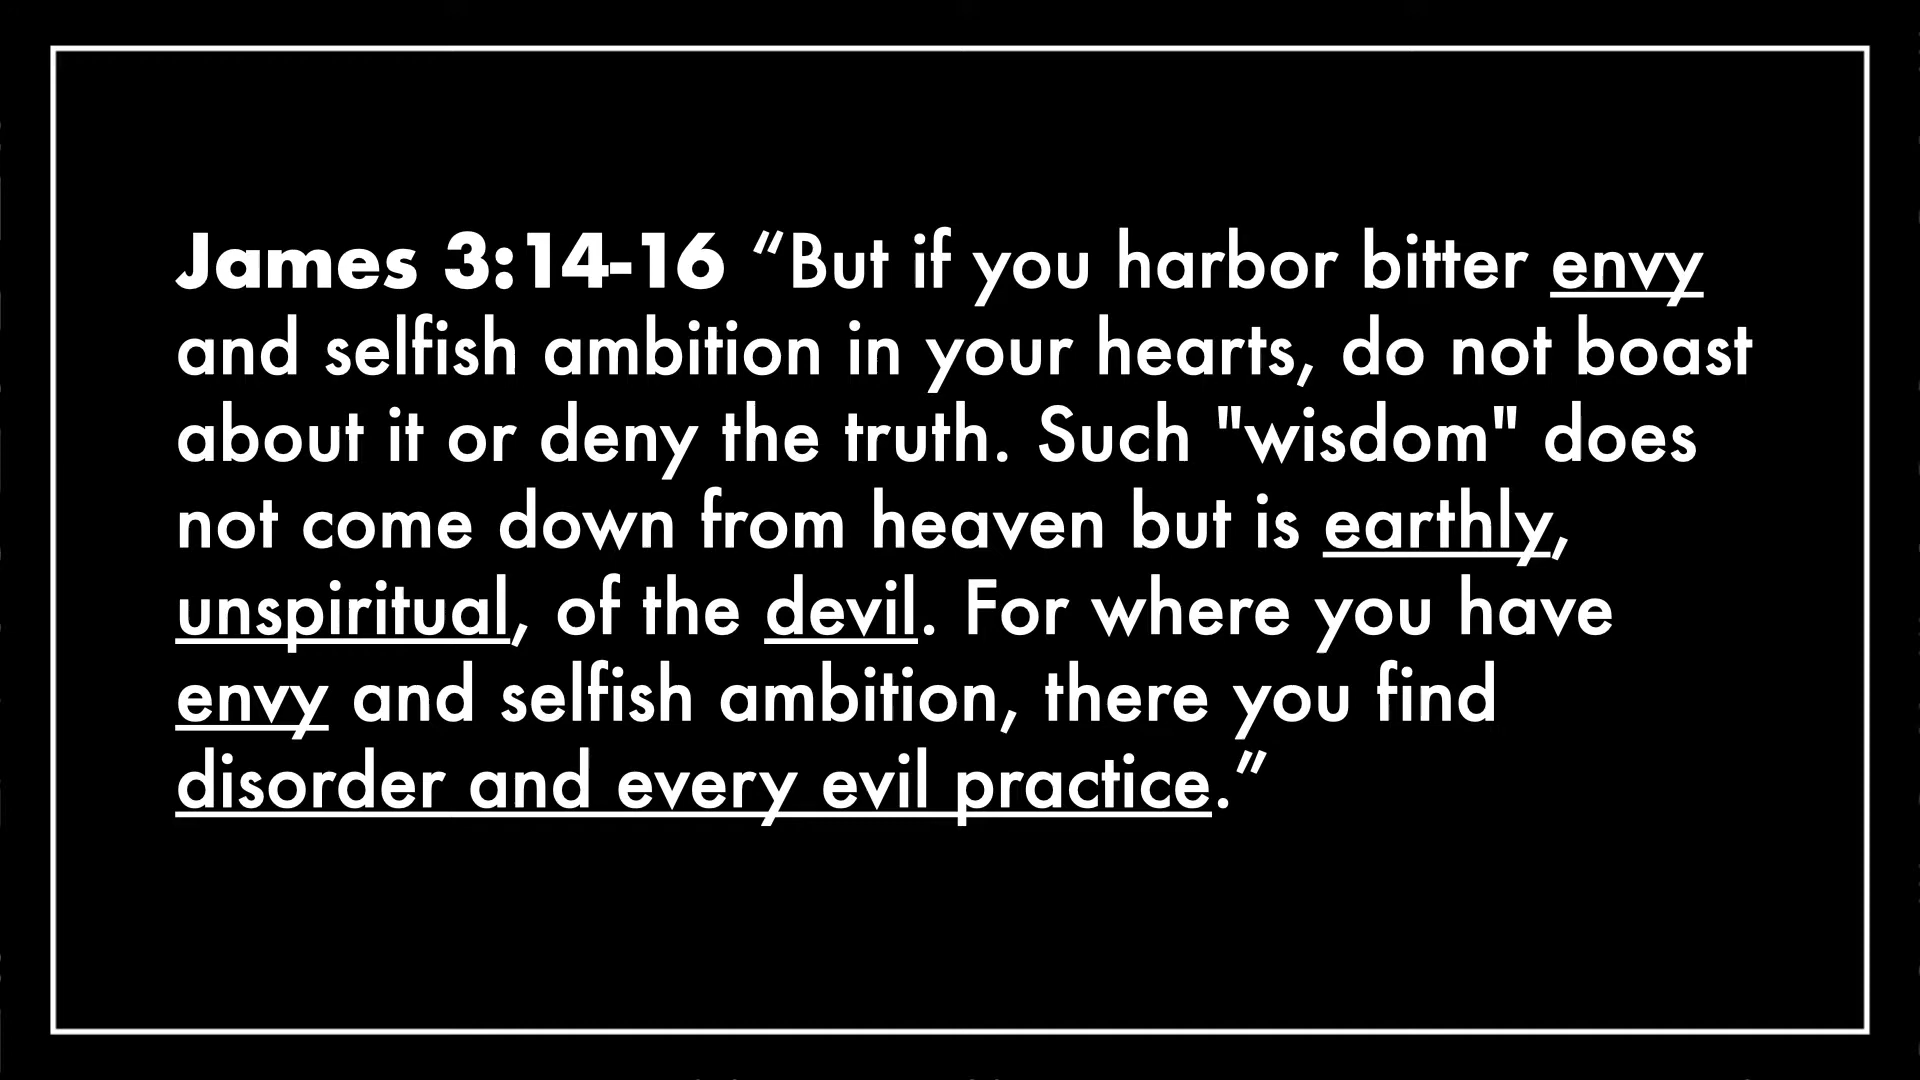 James 3:14-16 “But if you harbor bitter envy
and selfish ambition in your hearts, do not boast
about it or deny the truth. Such "wisdom" does
not come down from heaven but is earthly,
unspiritual, of the devil. For where you have
envy and selfish ambition, there you find
disorder and every evil practice.”